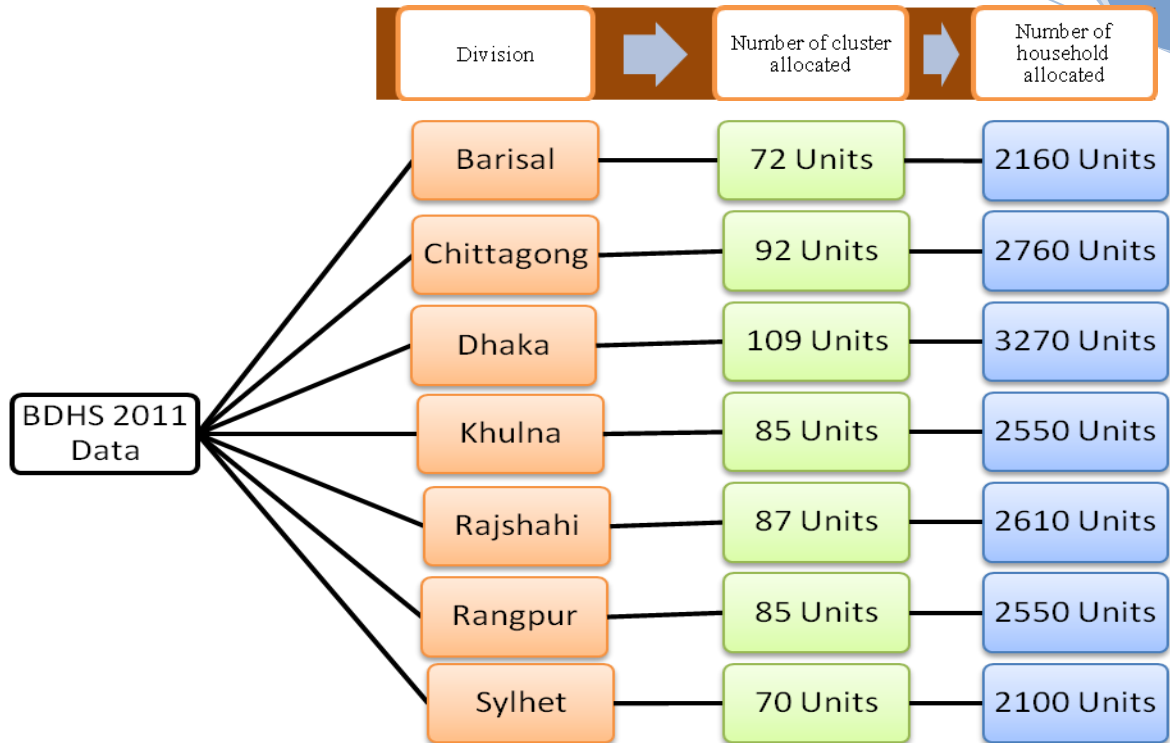 Division
Number of cluster
allocated
Number of
household
allocated
BDHS 2011
Data
Barisal
72 Units
2160 Units
Chittagong
92 Units
2760 Units
Dhaka
109 Units
3270 Units
Khulna
85 Units
2550 Units
Rajshahi
87 Units
2610 Units
Rangpur
85 Units
2550 Units
Sylhet
70 Units
2100 Units